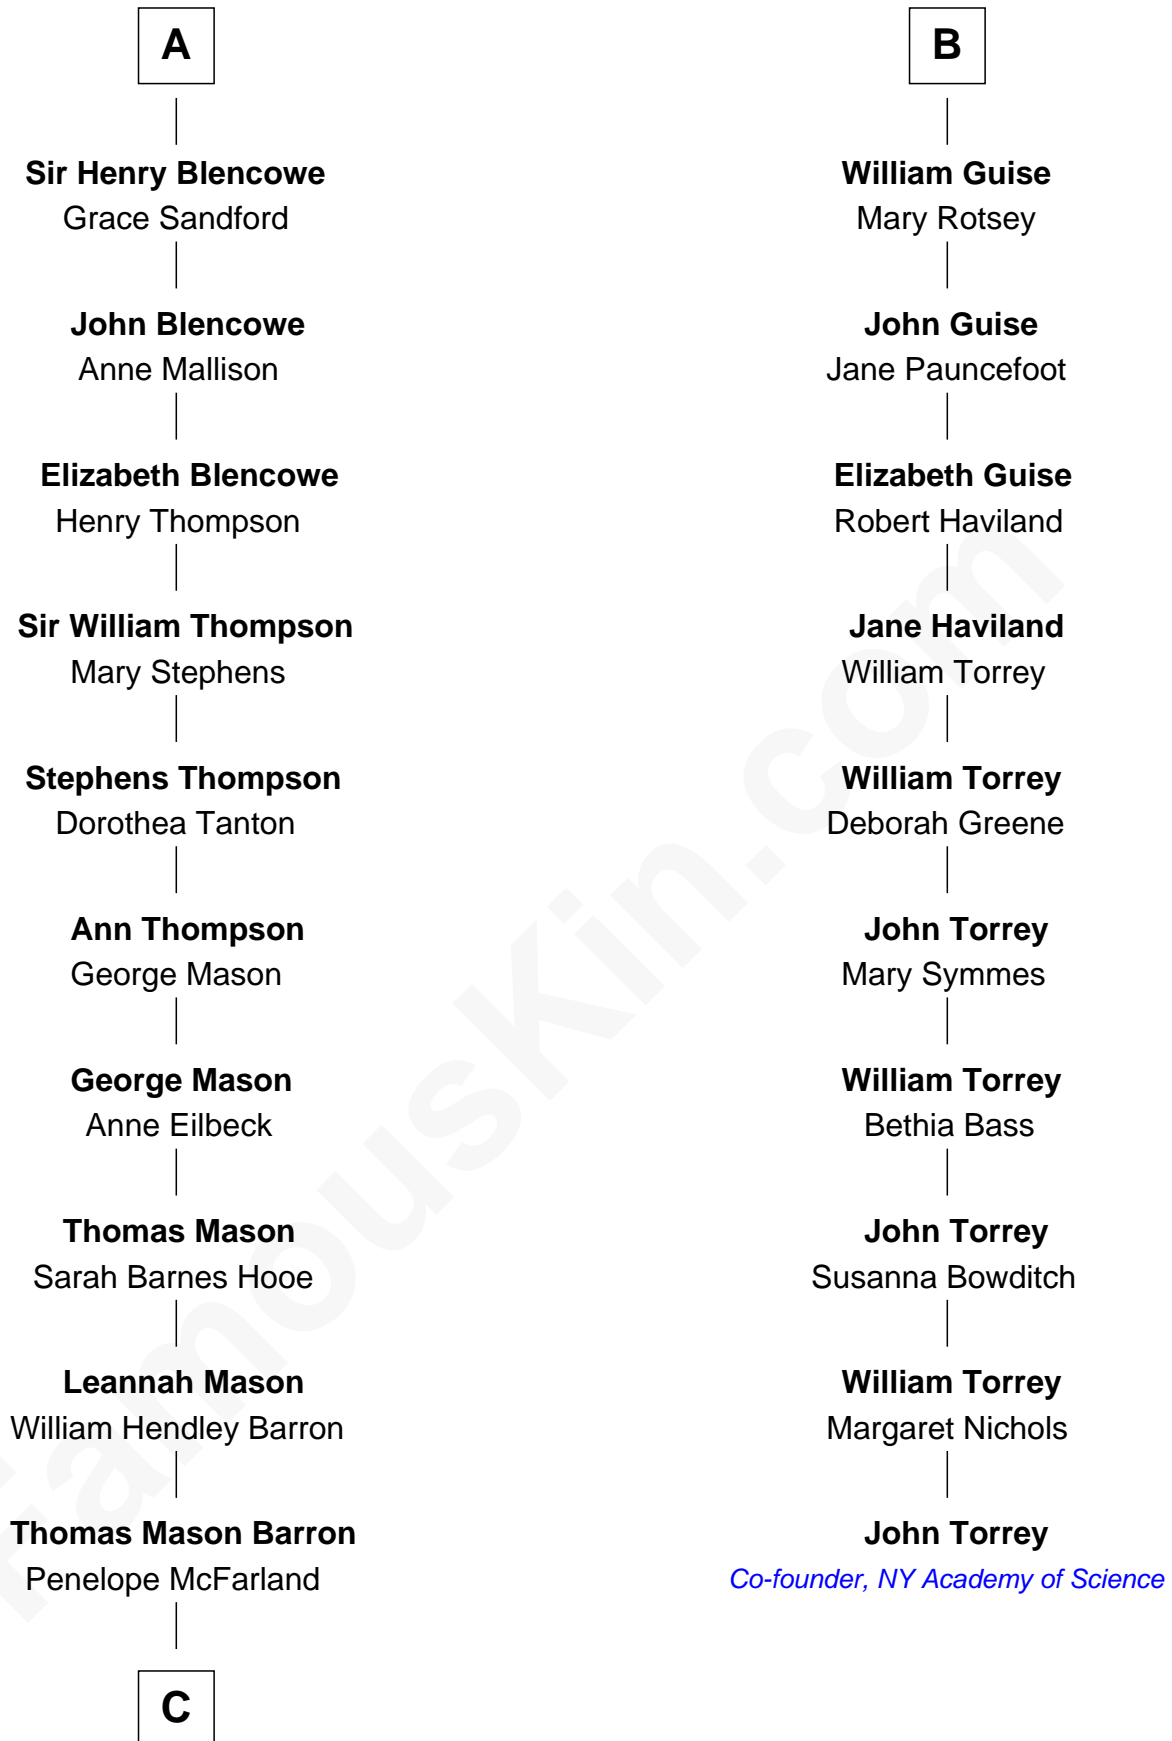 A
Sir Henry Blencowe
Grace Sandford
John Blencowe
Anne Mallison
Elizabeth Blencowe
Henry Thompson
Sir William Thompson
Mary Stephens
Stephens Thompson
Dorothea Tanton
Ann Thompson
George Mason
George Mason
Anne Eilbeck
Thomas Mason
Sarah Barnes Hooe
Leannah Mason
William Hendley Barron
Thomas Mason Barron
Penelope McFarland
C
B
William Guise
Mary Rotsey
John Guise
Jane Pauncefoot
Elizabeth Guise
Robert Haviland
Jane Haviland
William Torrey
William Torrey
Deborah Greene
John Torrey
Mary Symmes
William Torrey
Bethia Bass
John Torrey
Susanna Bowditch
William Torrey
Margaret Nichols
John Torrey
Co-founder, NY Academy of Science
FamousKin.com